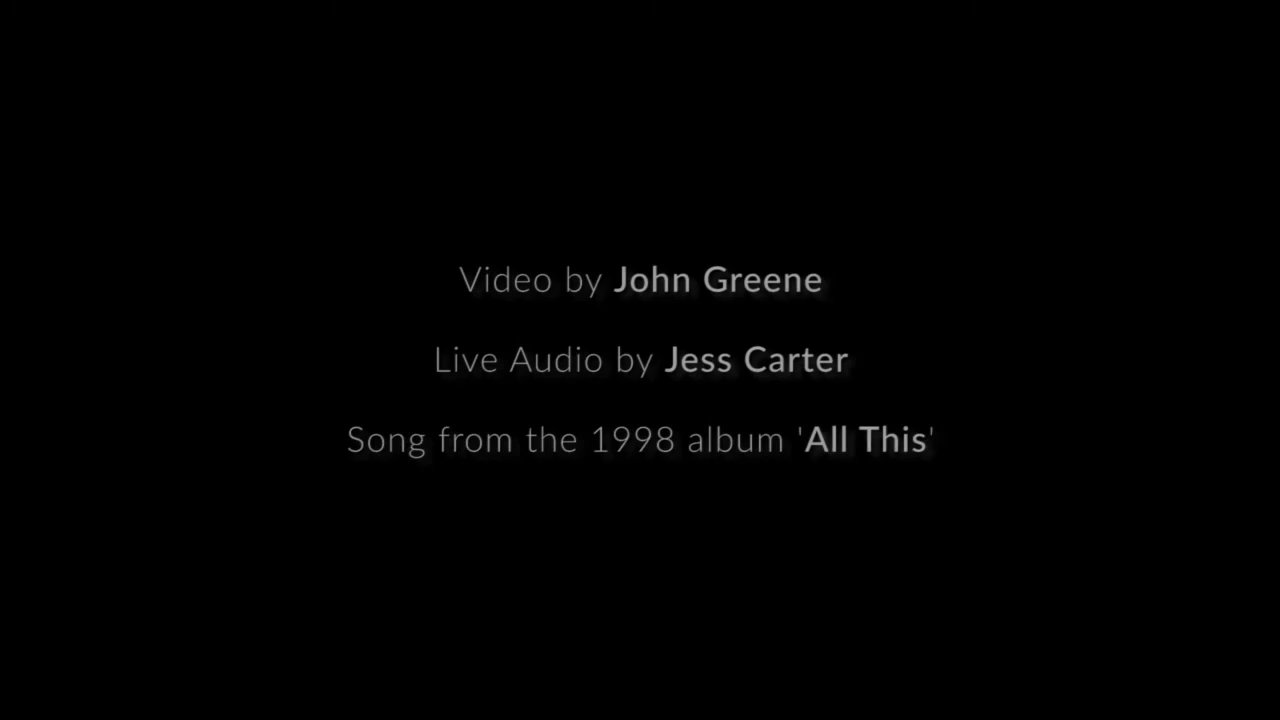 Video by John Greene
Live Audio by Jess Carter
Song from the 1998 album 'All This'